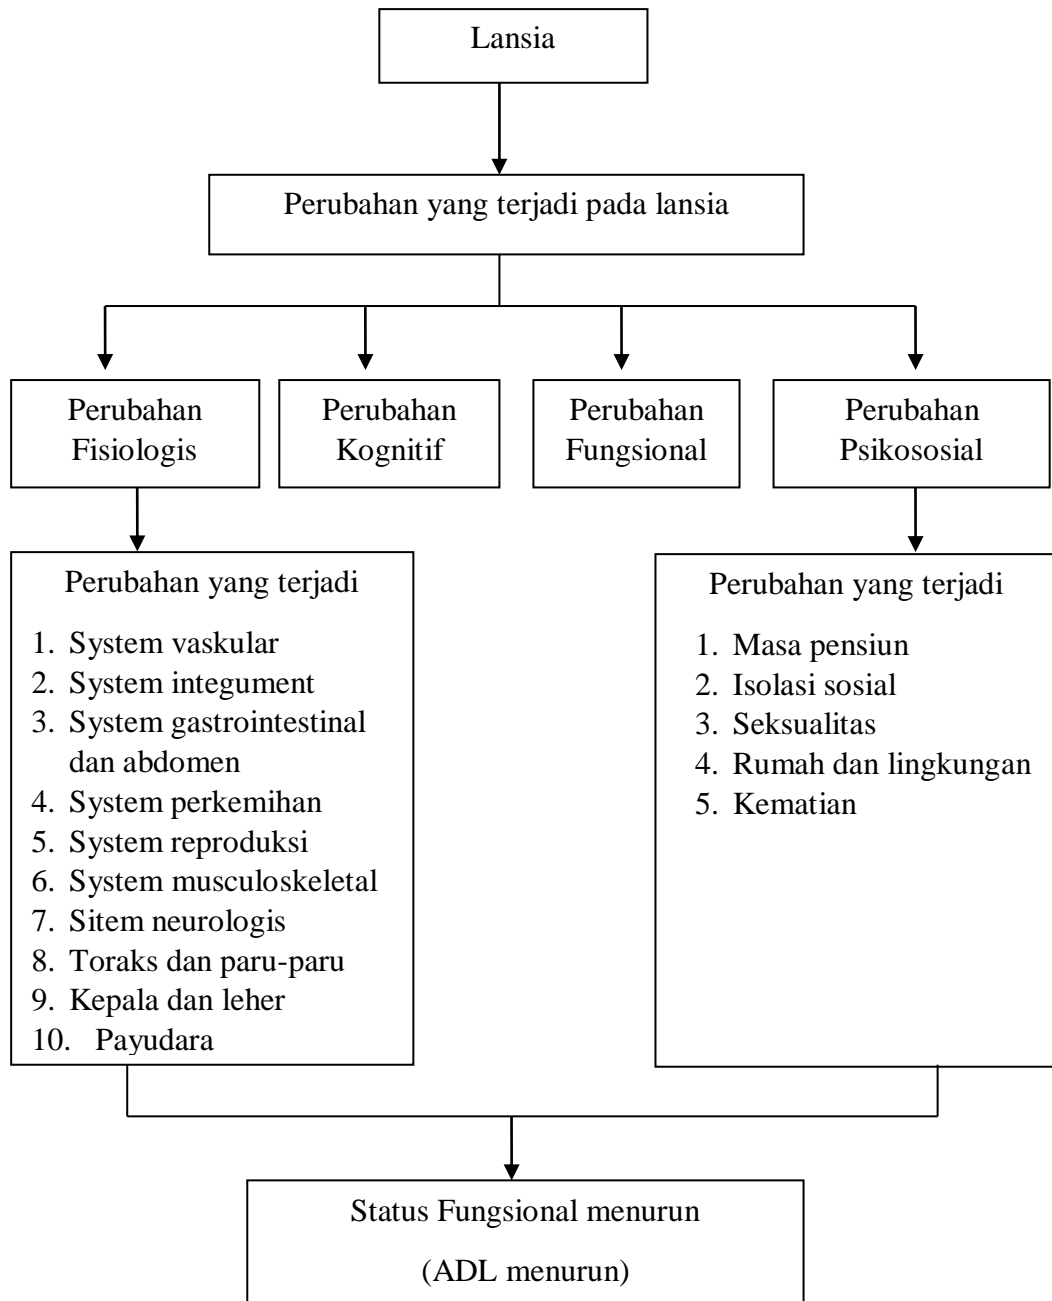 Lansia
Perubahan yang terjadi pada lansia
Perubahan
Fisiologis
Perubahan
Kognitif
Perubahan
Fungsional
Perubahan
Psikososial
Perubahan yang terjadi
1. System vaskular
2. System integument
3. System gastrointestinal
dan abdomen
4. System perkemihan
5. System reproduksi
6. System musculoskeletal
7. Sitem neurologis
8. Toraks dan paru-paru
9. Kepala dan leher
10. Payudara
Perubahan yang terjadi
1. Masa pensiun
2. Isolasi sosial
3. Seksualitas
4. Rumah dan lingkungan
5. Kematian
Status Fungsional menurun
(ADL menurun)